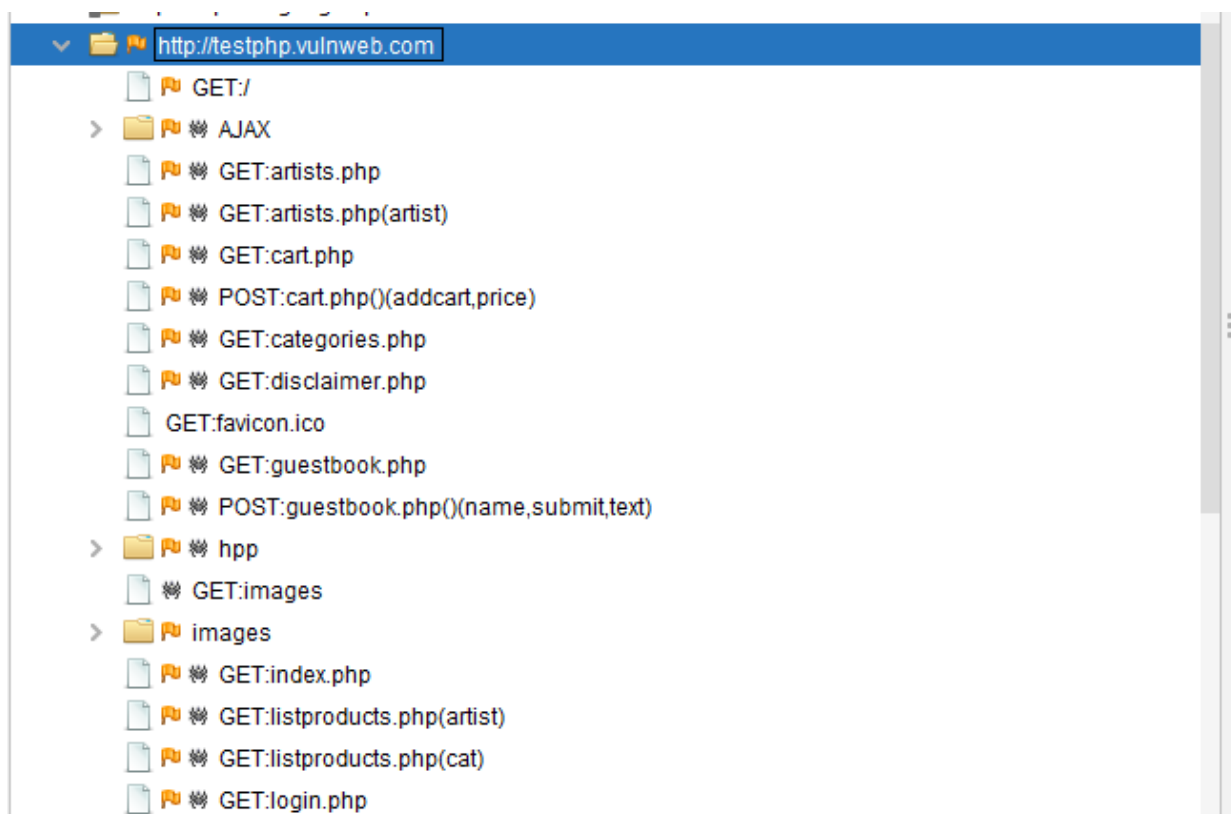 http://testphp.vulnweb.com
GET:/
AJAX
GET:artists.php
GET:artists.php(artist)
GET:cart.php
POST:cart.php()(addcart,price)
GET:categories.php
GET:disclaimer.php
GET:favicon.ico
GET:guestbook.php
POST:guestbook.php()(name,submit,text)
hpp
GET:images
images
GET:index.php
GET:listproducts.php(artist)
GET:listproducts.php(cat)
GET:login.php